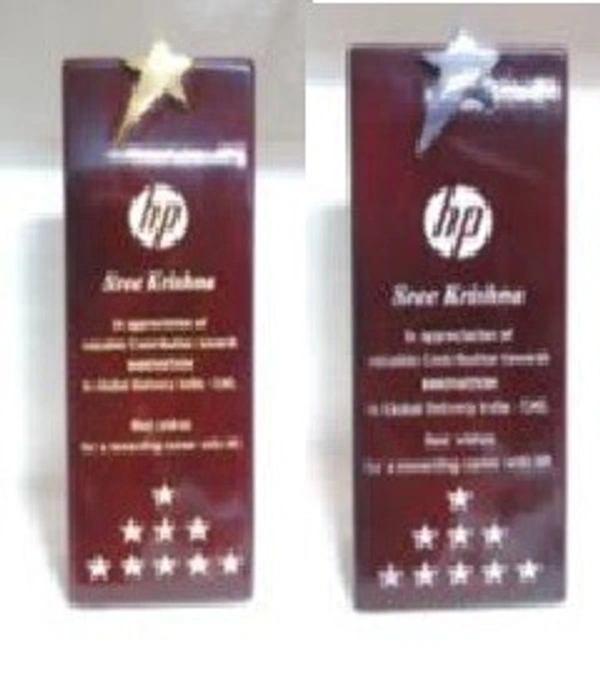 hp
Sree Krishna
In appreciation of
valuable Contribution towards
INNOVATION
in Global Delivery India -
Best wishes
for a rewarding career with HP
hp
Sree Krishna
In appreciation of
valuable Contribution towards
INNOVATION
in Global Delivery India -
Best wishes
for a rewarding career with HP